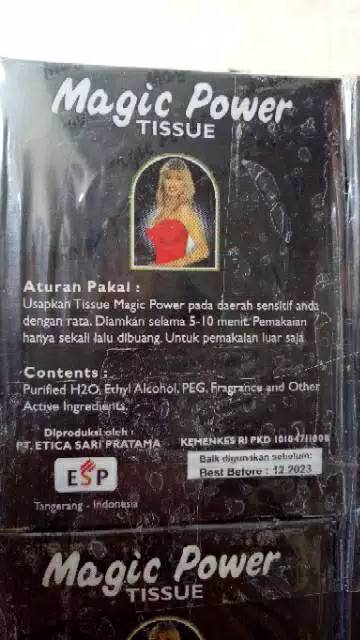 Magic Power
TISSUE
Aturan Pakai :
Usapkan Tissue Magic Power pada daerah sensitif anda
dengan rata. Diamkan selama 5-10 menit. Pemakaian
hanya sekali lalu dibuang. Untuk pemakaian luar saja
Contents :
Purified H2O, Ethyl Alcohol, PEG, Fragrance and Other
Active Ingredients.
Diproduksi oleh :
PT. ETICA SARI PRATAMA
ESP
Tangerang - Indonesia
KEMENKES RI PKD
Baik digunakan sebelum:
Best Before : 12.2023
Magic Power
TISSUE